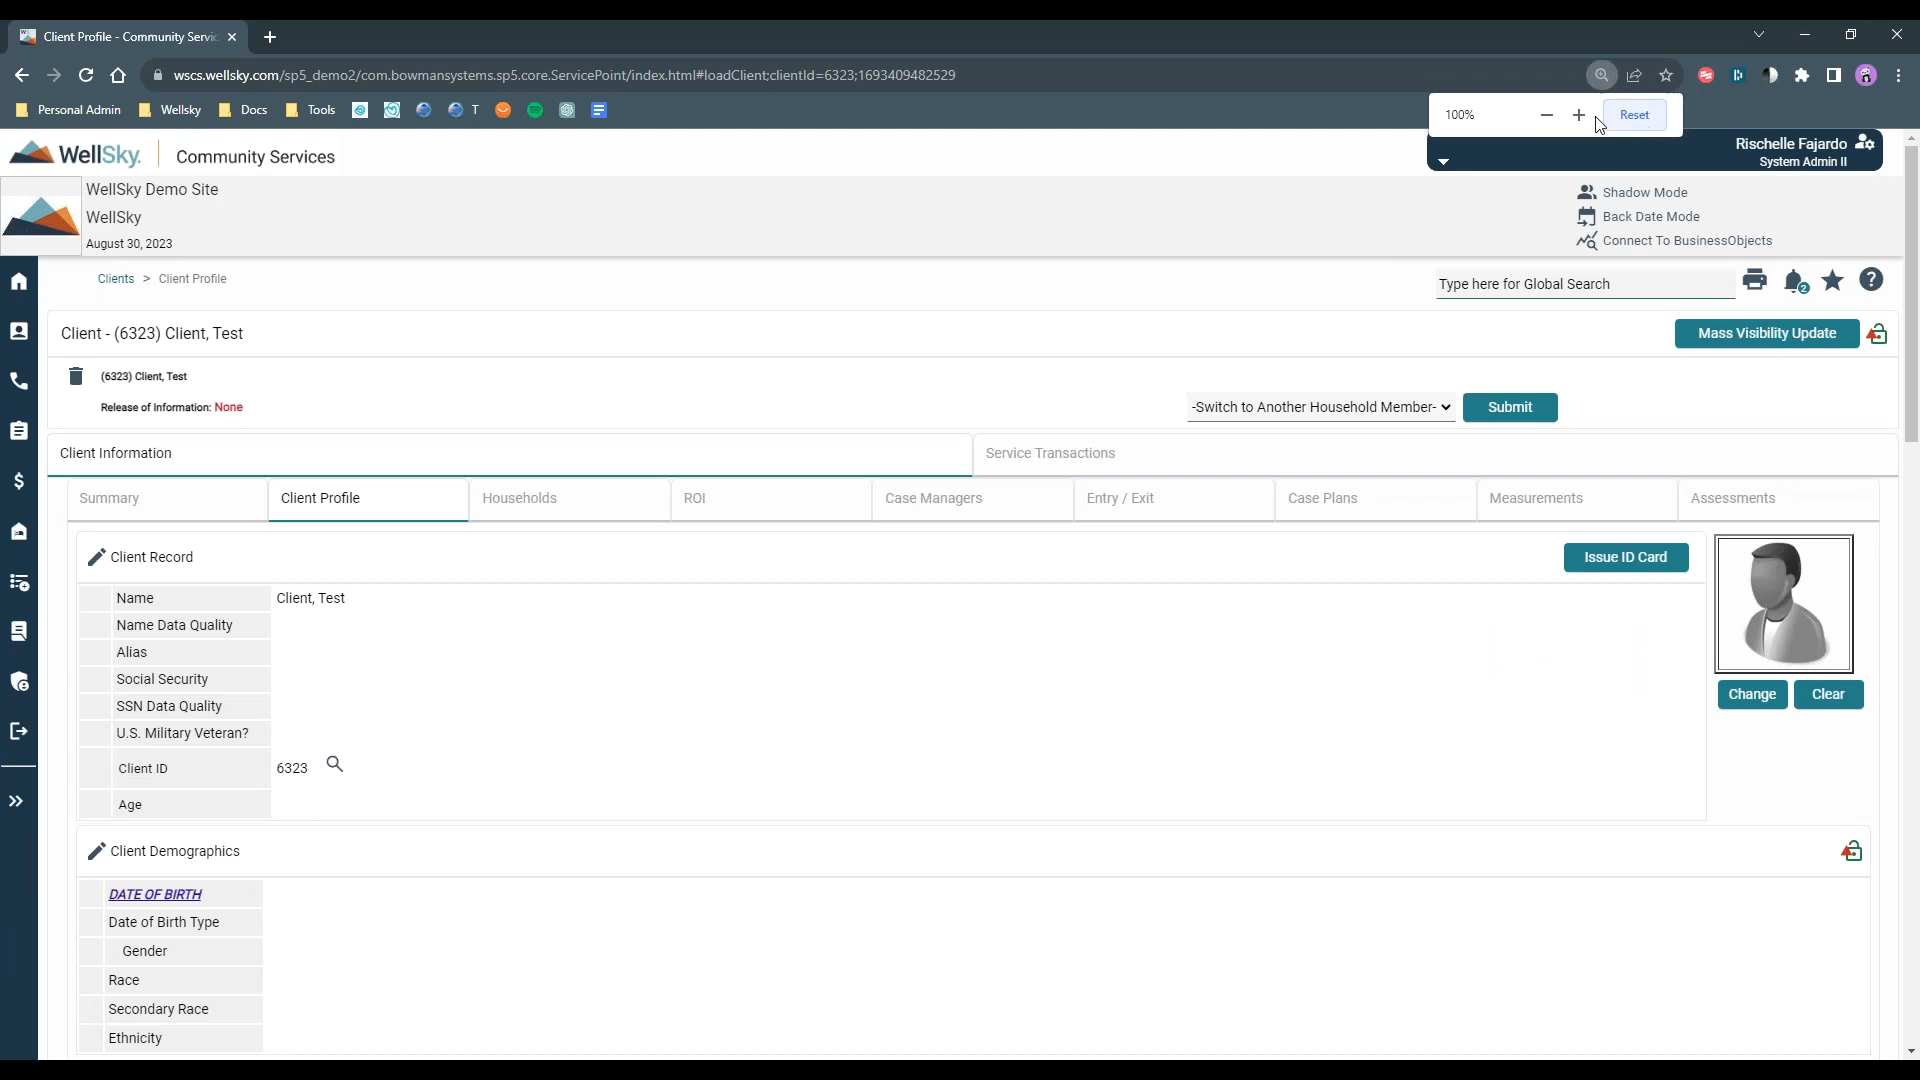 Client Profile - Community Servic
wscs.wellsky.com/sp5_demo2/com.bowmansystems.sp5.core.ServicePoint/index.html#loadClient;clientId=6323;1693409482529
Personal Admin Wellsky Docs Tools T
100% Reset
WellSky. Community Services
Rischelle Fajardo
System Admin II
WellSky Demo Site
WellSky
August 30, 2023
Shadow Mode
Back Date Mode
Connect To BusinessObjects
Clients > Client Profile
Type here for Global Search
2
Client - (6323) Client, Test
Mass Visibility Update
(6323) Client, Test
Release of Information: None
-Switch to Another Household Member- Submit
Client Information Service Transactions
Summary Client Profile Households ROI Case Managers Entry / Exit Case Plans Measurements Assessments
Client Record
Issue ID Card
Name Client, Test
Name Data Quality
Alias
Social Security
SSN Data Quality
U.S. Military Veteran?
Client ID 6323
Age
Change Clear
Client Demographics
DATE OF BIRTH
Date of Birth Type
Gender
Race
Secondary Race
Ethnicity